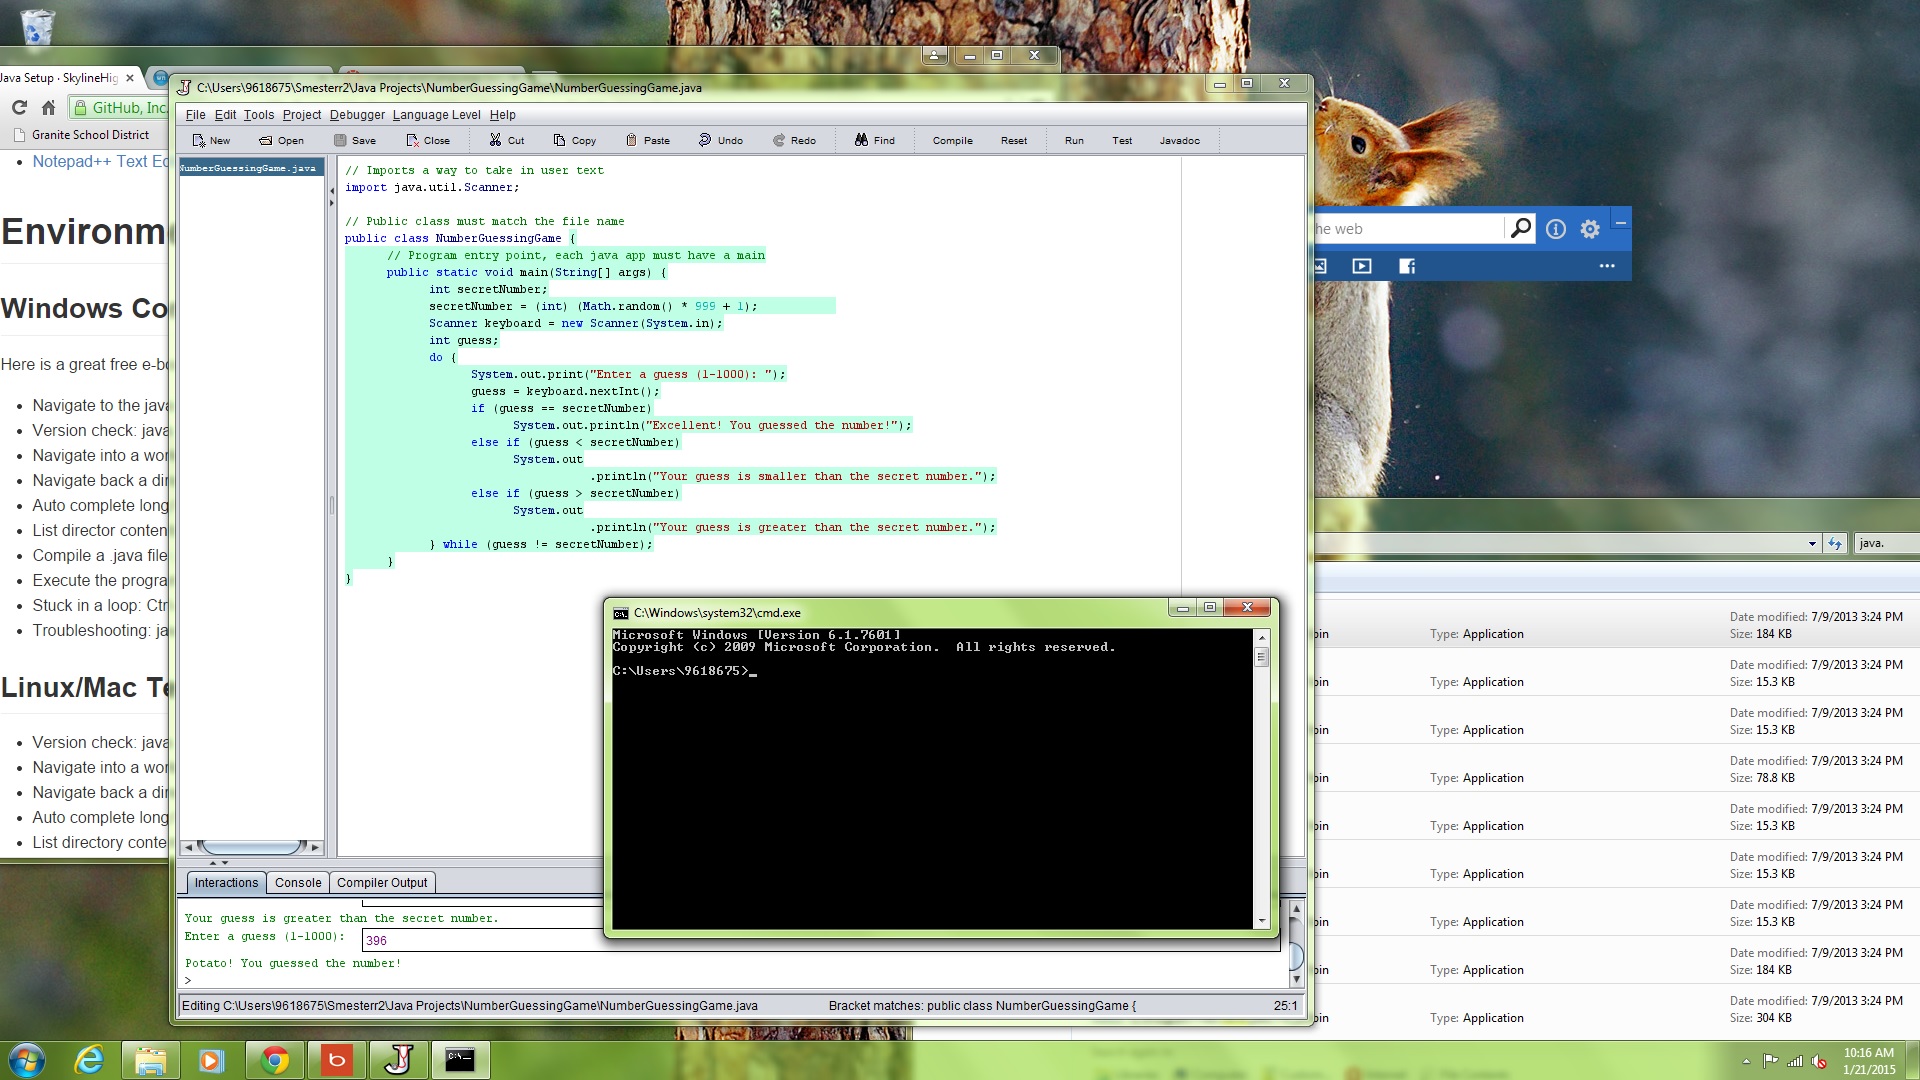 Java Setup · SkylineHig
GitHub, Inc.
Granite School District
Notepad++ Text Ed
Environm
Windows Co
Here is a great free e-bo
Navigate to the java
Version check: java
Navigate into a wor
Navigate back a dir
Auto complete long
List director conten
Compile a .java file
Execute the progra
Stuck in a loop: Ctr
Troubleshooting: ja
Linux/Mac Te
Version check: java
Navigate into a wor
Navigate back a dir
Auto complete long
List directory conte
C:\Users\9618675\Smesterr2\Java Projects\NumberGuessingGame\NumberGuessingGame.java
File Edit Tools Project Debugger Language Level Help
New Open Save Close Cut Copy Paste Undo Redo Find Compile Reset Run Test Javadoc
NumberGuessingGame.java
// Imports a way to take in user text
import java.util.Scanner;
// Public class must match the file name
public class NumberGuessingGame {
// Program entry point, each java app must have a main
public static void main(String[] args) {
int secretNumber;
secretNumber = (int) (Math.random() * 999 + 1);
Scanner keyboard = new Scanner(System.in);
int guess;
do {
System.out.print("Enter a guess (1-1000): ");
guess = keyboard.nextInt();
if (guess == secretNumber)
System.out.println("Excellent! You guessed the number!");
else if (guess < secretNumber)
System.out
.println("Your guess is smaller than the secret number.");
else if (guess > secretNumber)
System.out
.println("Your guess is greater than the secret number.");
} while (guess != secretNumber);
}
}
C:\Windows\system32\cmd.exe
Microsoft Windows [Version 6.1.7601]
Copyright (c) 2009 Microsoft Corporation. All rights reserved.
C:\Users\9618675>_
Interactions Console Compiler Output
Your guess is greater than the secret number.
Enter a guess (1-1000): 396
Potato! You guessed the number!
>
Editing C:\Users\9618675\Smesterr2\Java Projects\NumberGuessingGame\NumberGuessingGame.java Bracket matches: public class NumberGuessingGame { 25:1
he web
java.
Date modified: 7/9/2013 3:24 PM
bin Type: Application Size: 184 KB
Date modified: 7/9/2013 3:24 PM
bin Type: Application Size: 15.3 KB
Date modified: 7/9/2013 3:24 PM
bin Type: Application Size: 15.3 KB
Date modified: 7/9/2013 3:24 PM
bin Type: Application Size: 78.8 KB
Date modified: 7/9/2013 3:24 PM
bin Type: Application Size: 15.3 KB
Date modified: 7/9/2013 3:24 PM
bin Type: Application Size: 15.3 KB
Date modified: 7/9/2013 3:24 PM
bin Type: Application Size: 15.3 KB
Date modified: 7/9/2013 3:24 PM
bin Type: Application Size: 184 KB
Date modified: 7/9/2013 3:24 PM
bin Type: Application Size: 304 KB
10:16 AM
1/21/2015